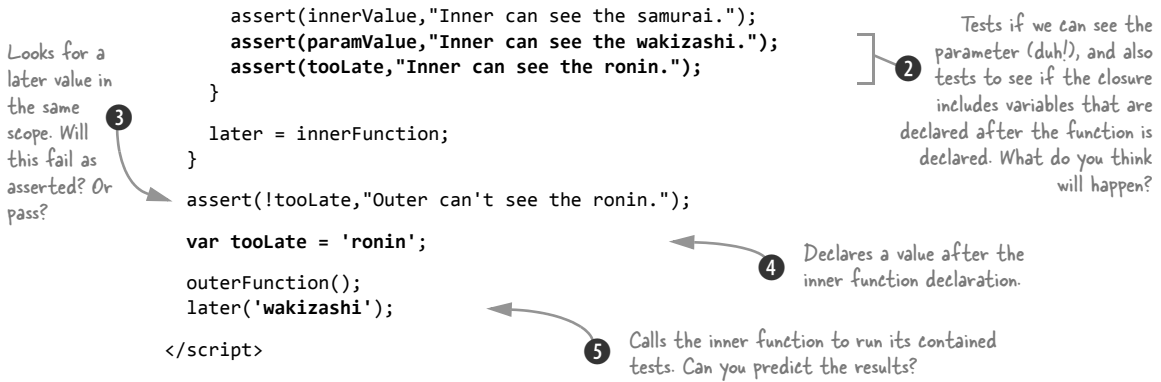 assert(innerValue,"Inner can see the samurai.");
assert(paramValue,"Inner can see the wakizashi.");
assert(tooLate,"Inner can see the ronin.");
}
later = innerFunction;
}
assert(!tooLate,"Outer can't see the ronin.");
var tooLate = 'ronin';
outerFunction();
later('wakizashi');
</script>
2
Tests if we can see the
parameter (duh!), and also
tests to see if the closure
includes variables that are
declared after the function is
declared. What do you think
will happen?
Looks for a
later value in
the same
scope. Will
this fail as
asserted? Or
pass?
3
4
Declares a value after the
inner function declaration.
5
Calls the inner function to run its contained
tests. Can you predict the results?